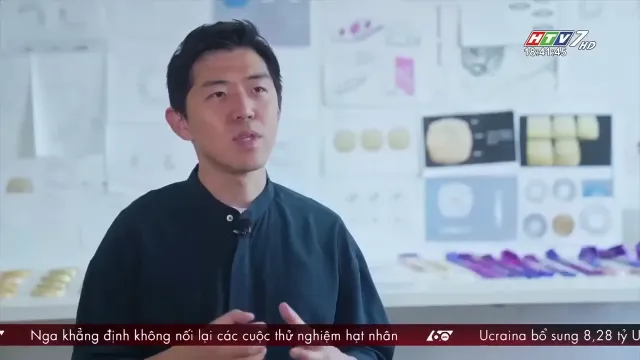 HTV7 HD
18:41:45
Nga khẳng định không nối lại các cuộc thử nghiệm hạt nhân
60
Ucraina bổ sung 8,28 tỷ U